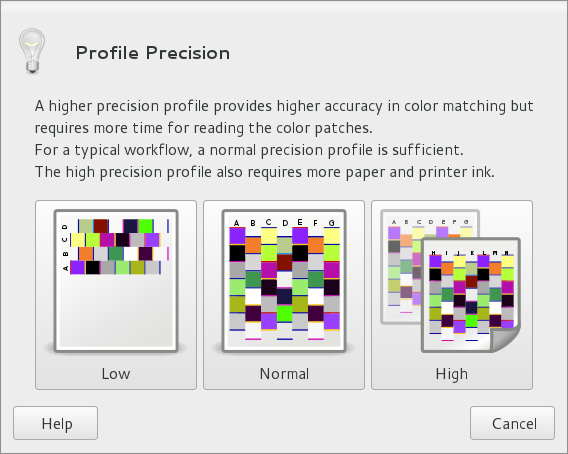 Profile Precision
A higher precision profile provides higher accuracy in color matching but
requires more time for reading the color patches.
For a typical workflow, a normal precision profile is sufficient.
The high precision profile also requires more paper and printer ink.
D
C
B
A
A B C D E F G
A B C D E F G
H I J K L M N
Low
Normal
High
Help
Cancel